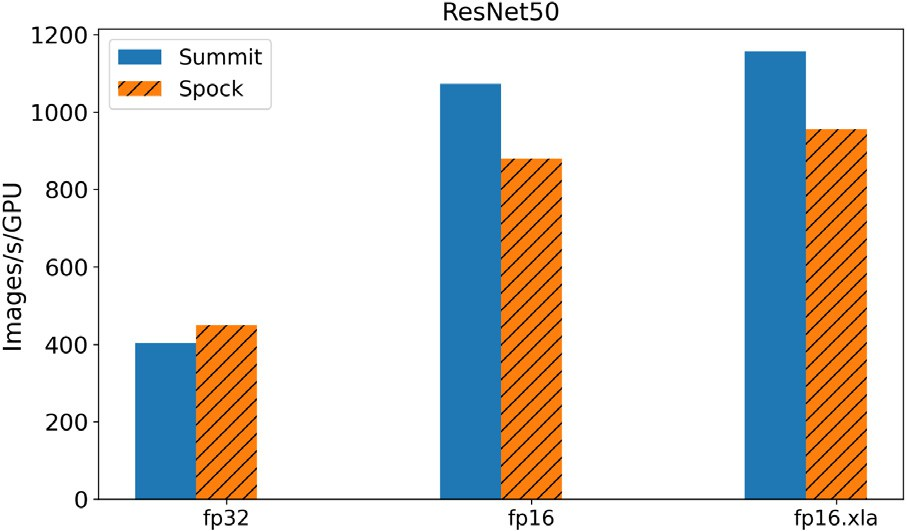 ResNet50
Summit
Spock
Images/s/GPU
1200
1000
800
600
400
200
0
fp32
fp16
fp16.xla